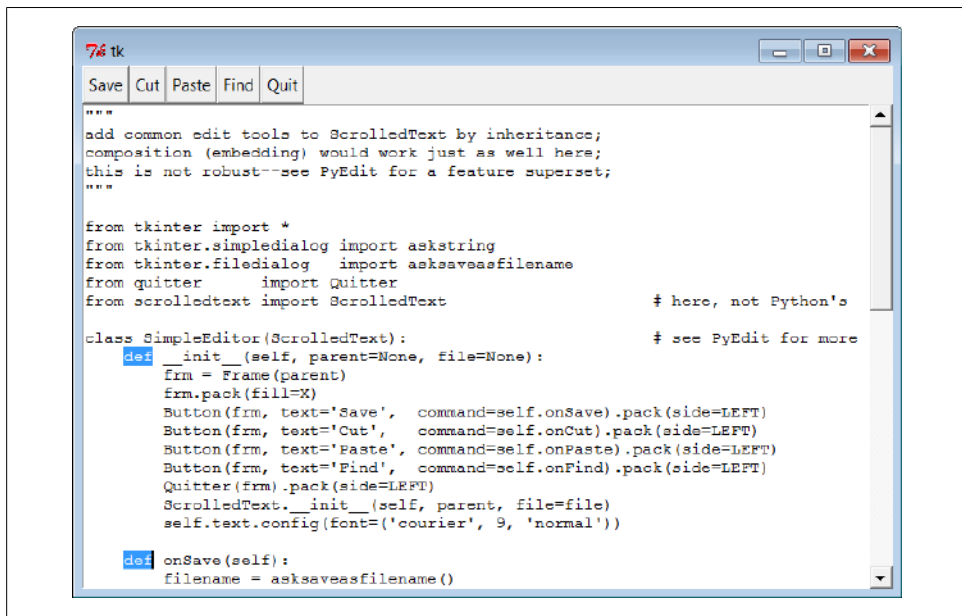 tk
Save Cut Paste Find Quit
"""
add common edit tools to ScrolledText by inheritance;
composition (embedding) would work just as well here;
this is not robust--see PyEdit for a feature superset;
"""
from tkinter import *
from tkinter.simpledialog import askstring
from tkinter.filedialog   import asksaveasfilename
from quitter      import Quitter
from scrolledtext import ScrolledText                     # here, not Python's
class SimpleEditor(ScrolledText):                         # see PyEdit for more
    def __init__(self, parent=None, file=None):
        frm = Frame(parent)
        frm.pack(fill=X)
        Button(frm, text='Save',  command=self.onSave).pack(side=LEFT)
        Button(frm, text='Cut',   command=self.onCut).pack(side=LEFT)
        Button(frm, text='Paste', command=self.onPaste).pack(side=LEFT)
        Button(frm, text='Find',  command=self.onFind).pack(side=LEFT)
        Quitter(frm).pack(side=LEFT)
        ScrolledText.__init__(self, parent, file=file)
        self.text.config(font=('courier', 9, 'normal'))
    def onSave(self):
        filename = asksaveasfilename()